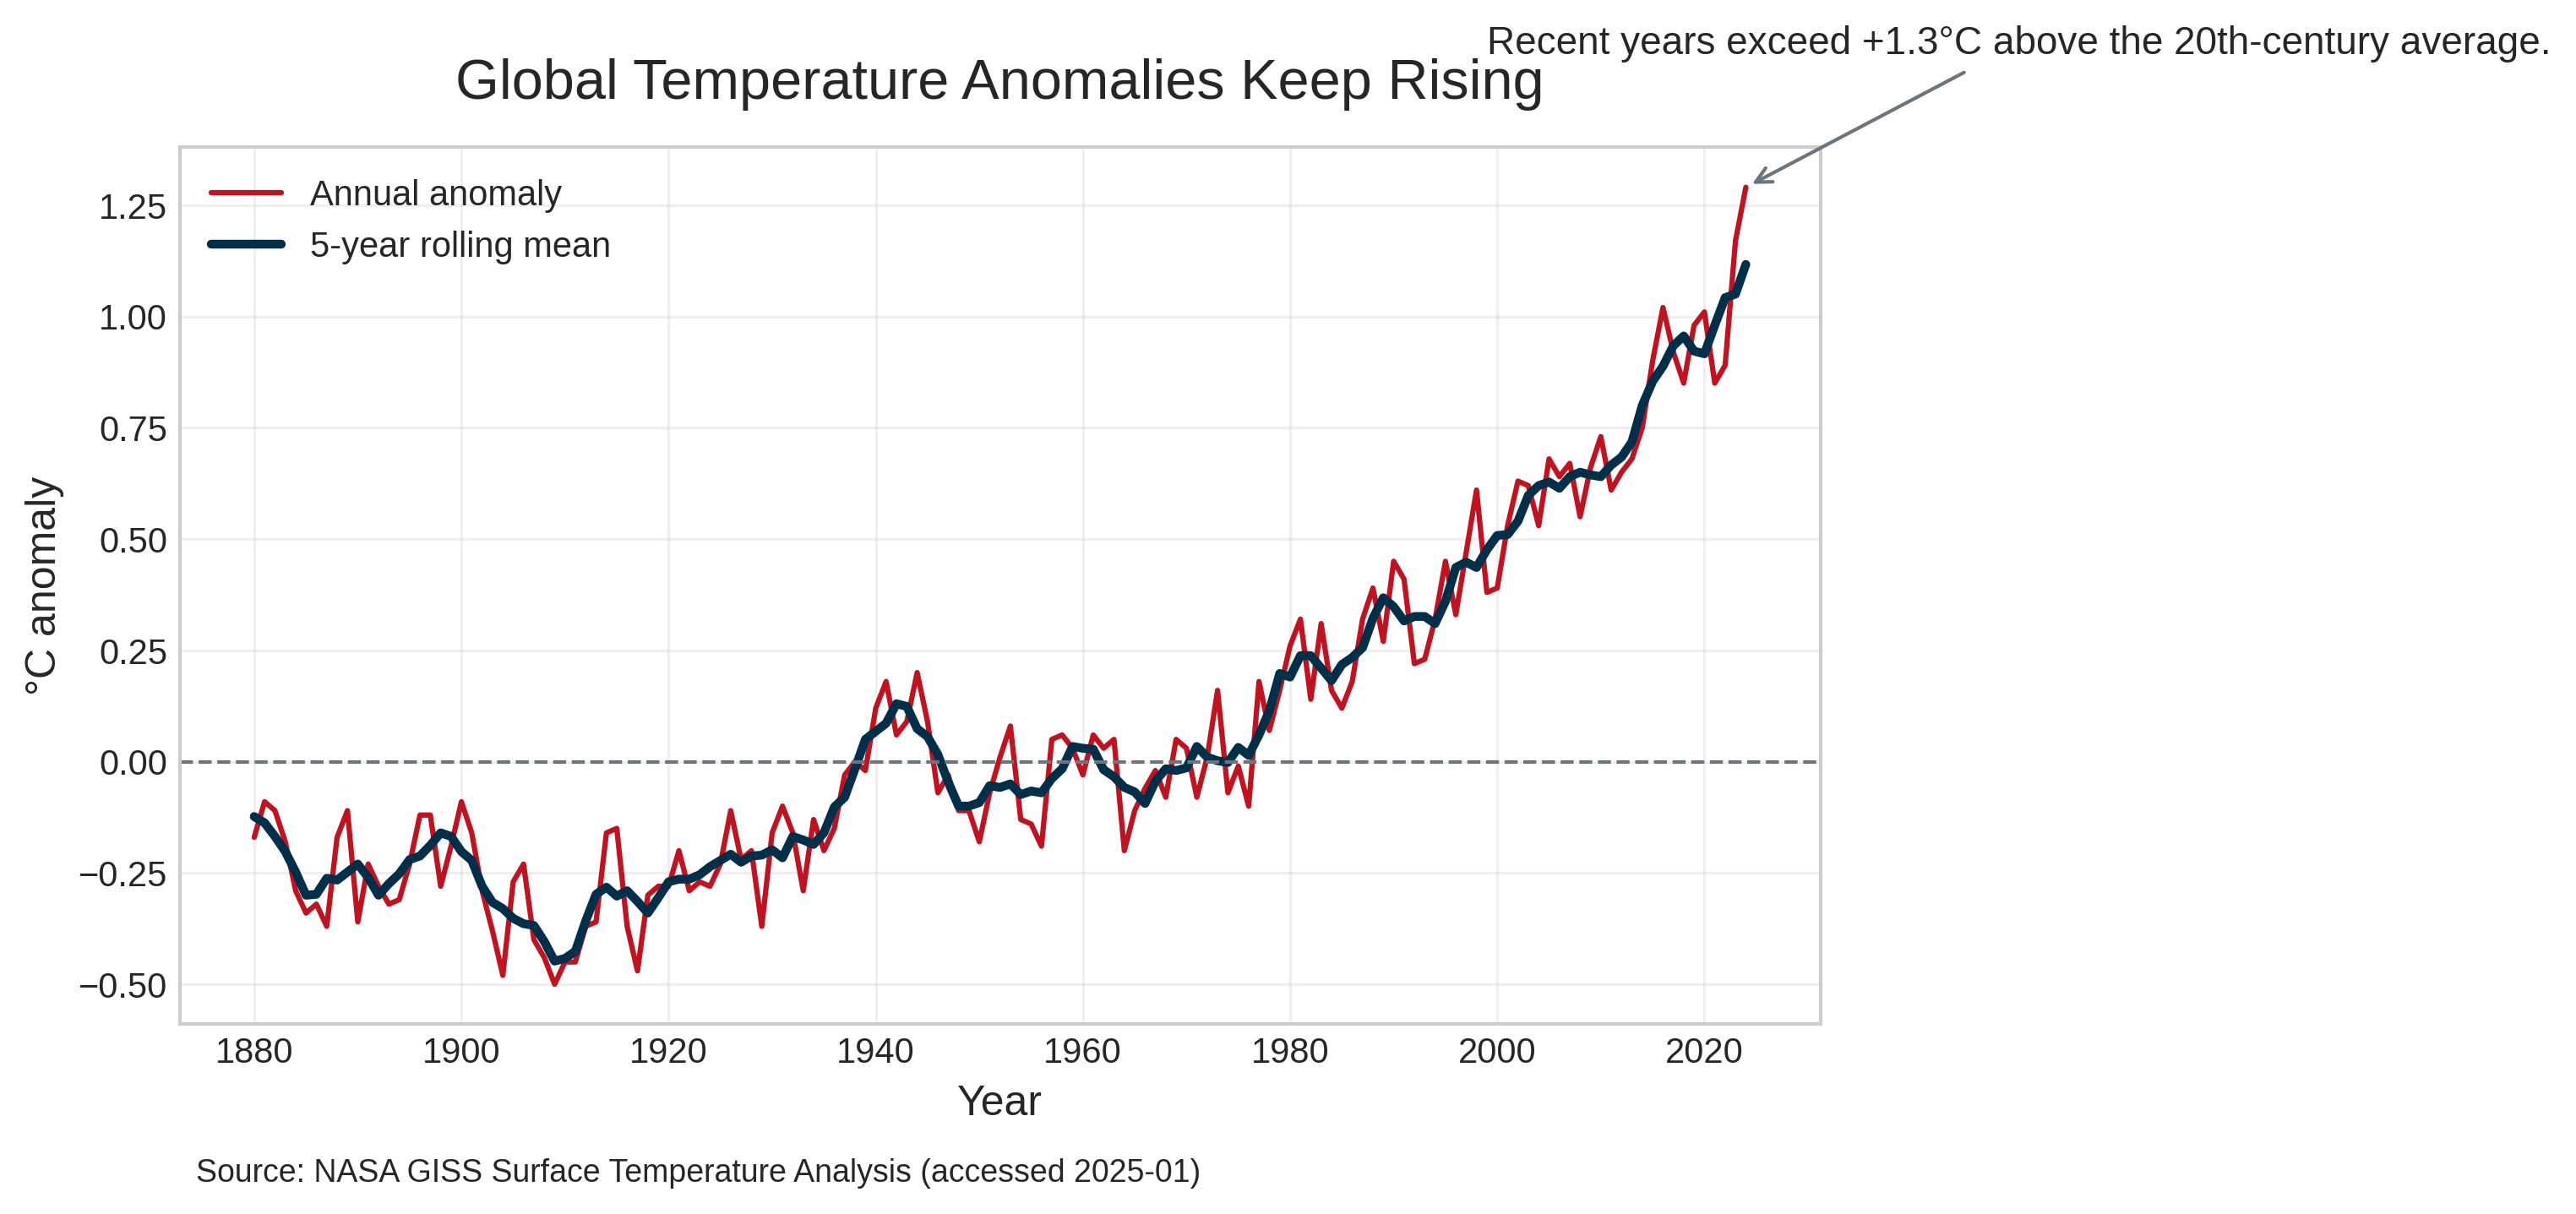 Recent years exceed +1.3°C above the 20th-century average.
Global Temperature Anomalies Keep Rising
Annual anomaly
5-year rolling mean
°C anomaly
1.25
1.00
0.75
0.50
0.25
0.00
−0.25
−0.50
1880 1900 1920 1940 1960 1980 2000 2020
Year
Source: NASA GISS Surface Temperature Analysis (accessed 2025-01)